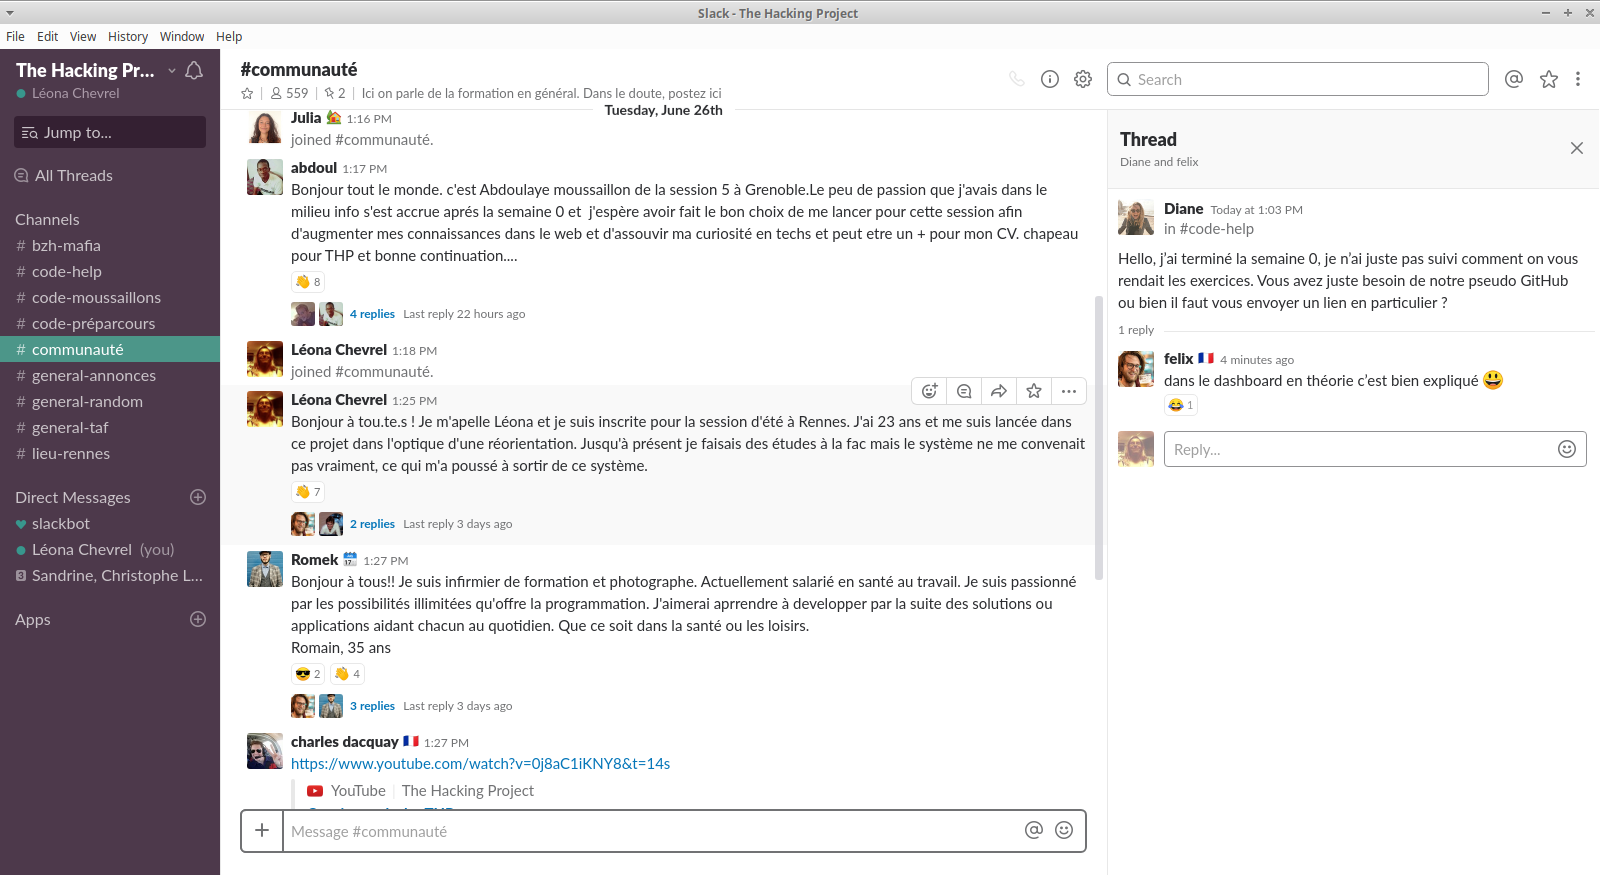 Slack - The Hacking Project
File Edit View History Window Help
The Hacking Pr...
Léona Chevrel
Jump to...
All Threads
Channels
# bzh-mafia
# code-help
# code-moussaillons
# code-préparcours
# communauté
# general-annonces
# general-random
# general-taf
# lieu-rennes
Direct Messages
slackbot
Léona Chevrel (you)
3 Sandrine, Christophe L...
Apps
#communauté
559 | 2 | Ici on parle de la formation en général. Dans le doute, postez ici
Search
Tuesday, June 26th
Julia 1:16 PM
joined #communauté.
abdoul 1:17 PM
Bonjour tout le monde. c'est Abdoulaye moussaillon de la session 5 à Grenoble.Le peu de passion que j'avais dans le
milieu info s'est accrue aprés la semaine 0 et  j'espère avoir fait le bon choix de me lancer pour cette session afin
d'augmenter mes connaissances dans le web et d'assouvir ma curiosité en techs et peut etre un + pour mon CV. chapeau
pour THP et bonne continuation....
8
4 replies Last reply 22 hours ago
Léona Chevrel 1:18 PM
joined #communauté.
Léona Chevrel 1:25 PM
Bonjour à tou.te.s ! Je m'apelle Léona et je suis inscrite pour la session d'été à Rennes. J'ai 23 ans et me suis lancée dans
ce projet dans l'optique d'une réorientation. Jusqu'à présent je faisais des études à la fac mais le système ne me convenait
pas vraiment, ce qui m'a poussé à sortir de ce système.
7
2 replies Last reply 3 days ago
Romek 17 1:27 PM
Bonjour à tous!! Je suis infirmier de formation et photographe. Actuellement salarié en santé au travail. Je suis passionné
par les possibilités illimitées qu'offre la programmation. J'aimerai aprrendre à developper par la suite des solutions ou
applications aidant chacun au quotidien. Que ce soit dans la santé ou les loisirs.
Romain, 35 ans
2 4
3 replies Last reply 3 days ago
charles dacquay 1:27 PM
https://www.youtube.com/watch?v=0j8aC1iKNY8&t=14s
YouTube | The Hacking Project
Message #communauté
Thread
Diane and felix
Diane Today at 1:03 PM
in #code-help
Hello, j'ai terminé la semaine 0, je n'ai juste pas suivi comment on vous
rendait les exercices. Vous avez juste besoin de notre pseudo GitHub
ou bien il faut vous envoyer un lien en particulier ?
1 reply
felix 4 minutes ago
dans le dashboard en théorie c'est bien expliqué
1
Reply...